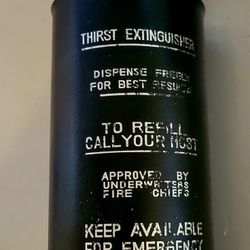 THIRST EXTINGUISHER
DISPENSE FREELY
FOR BEST RESULTS
TO REFILL
CALL YOUR HOST
APPROVED BY
UNDERWRITERS
FIRE CHIEFS
KEEP AVAILABLE
FOR EMERGENCY